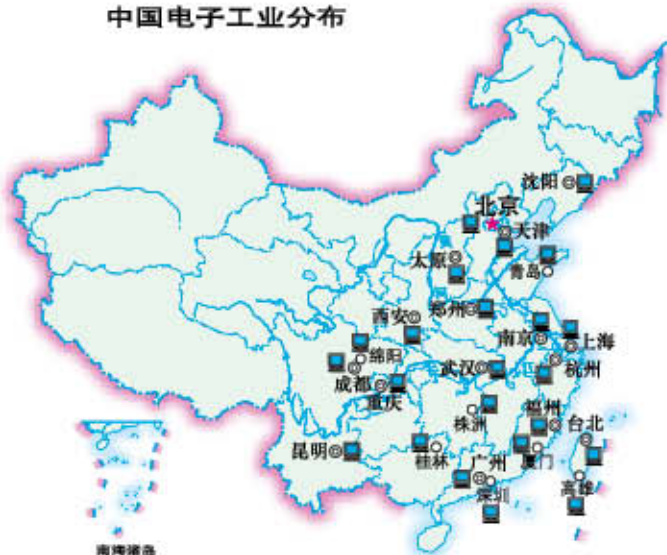 中国电子工业分布
沈阳
北京
天津
太原
青岛
西安
郑州
南京
上海
绵阳
成都
武汉
杭州
重庆
株洲
福州
台北
昆明
桂林
广州
厦门
深圳
高雄
南海诸岛